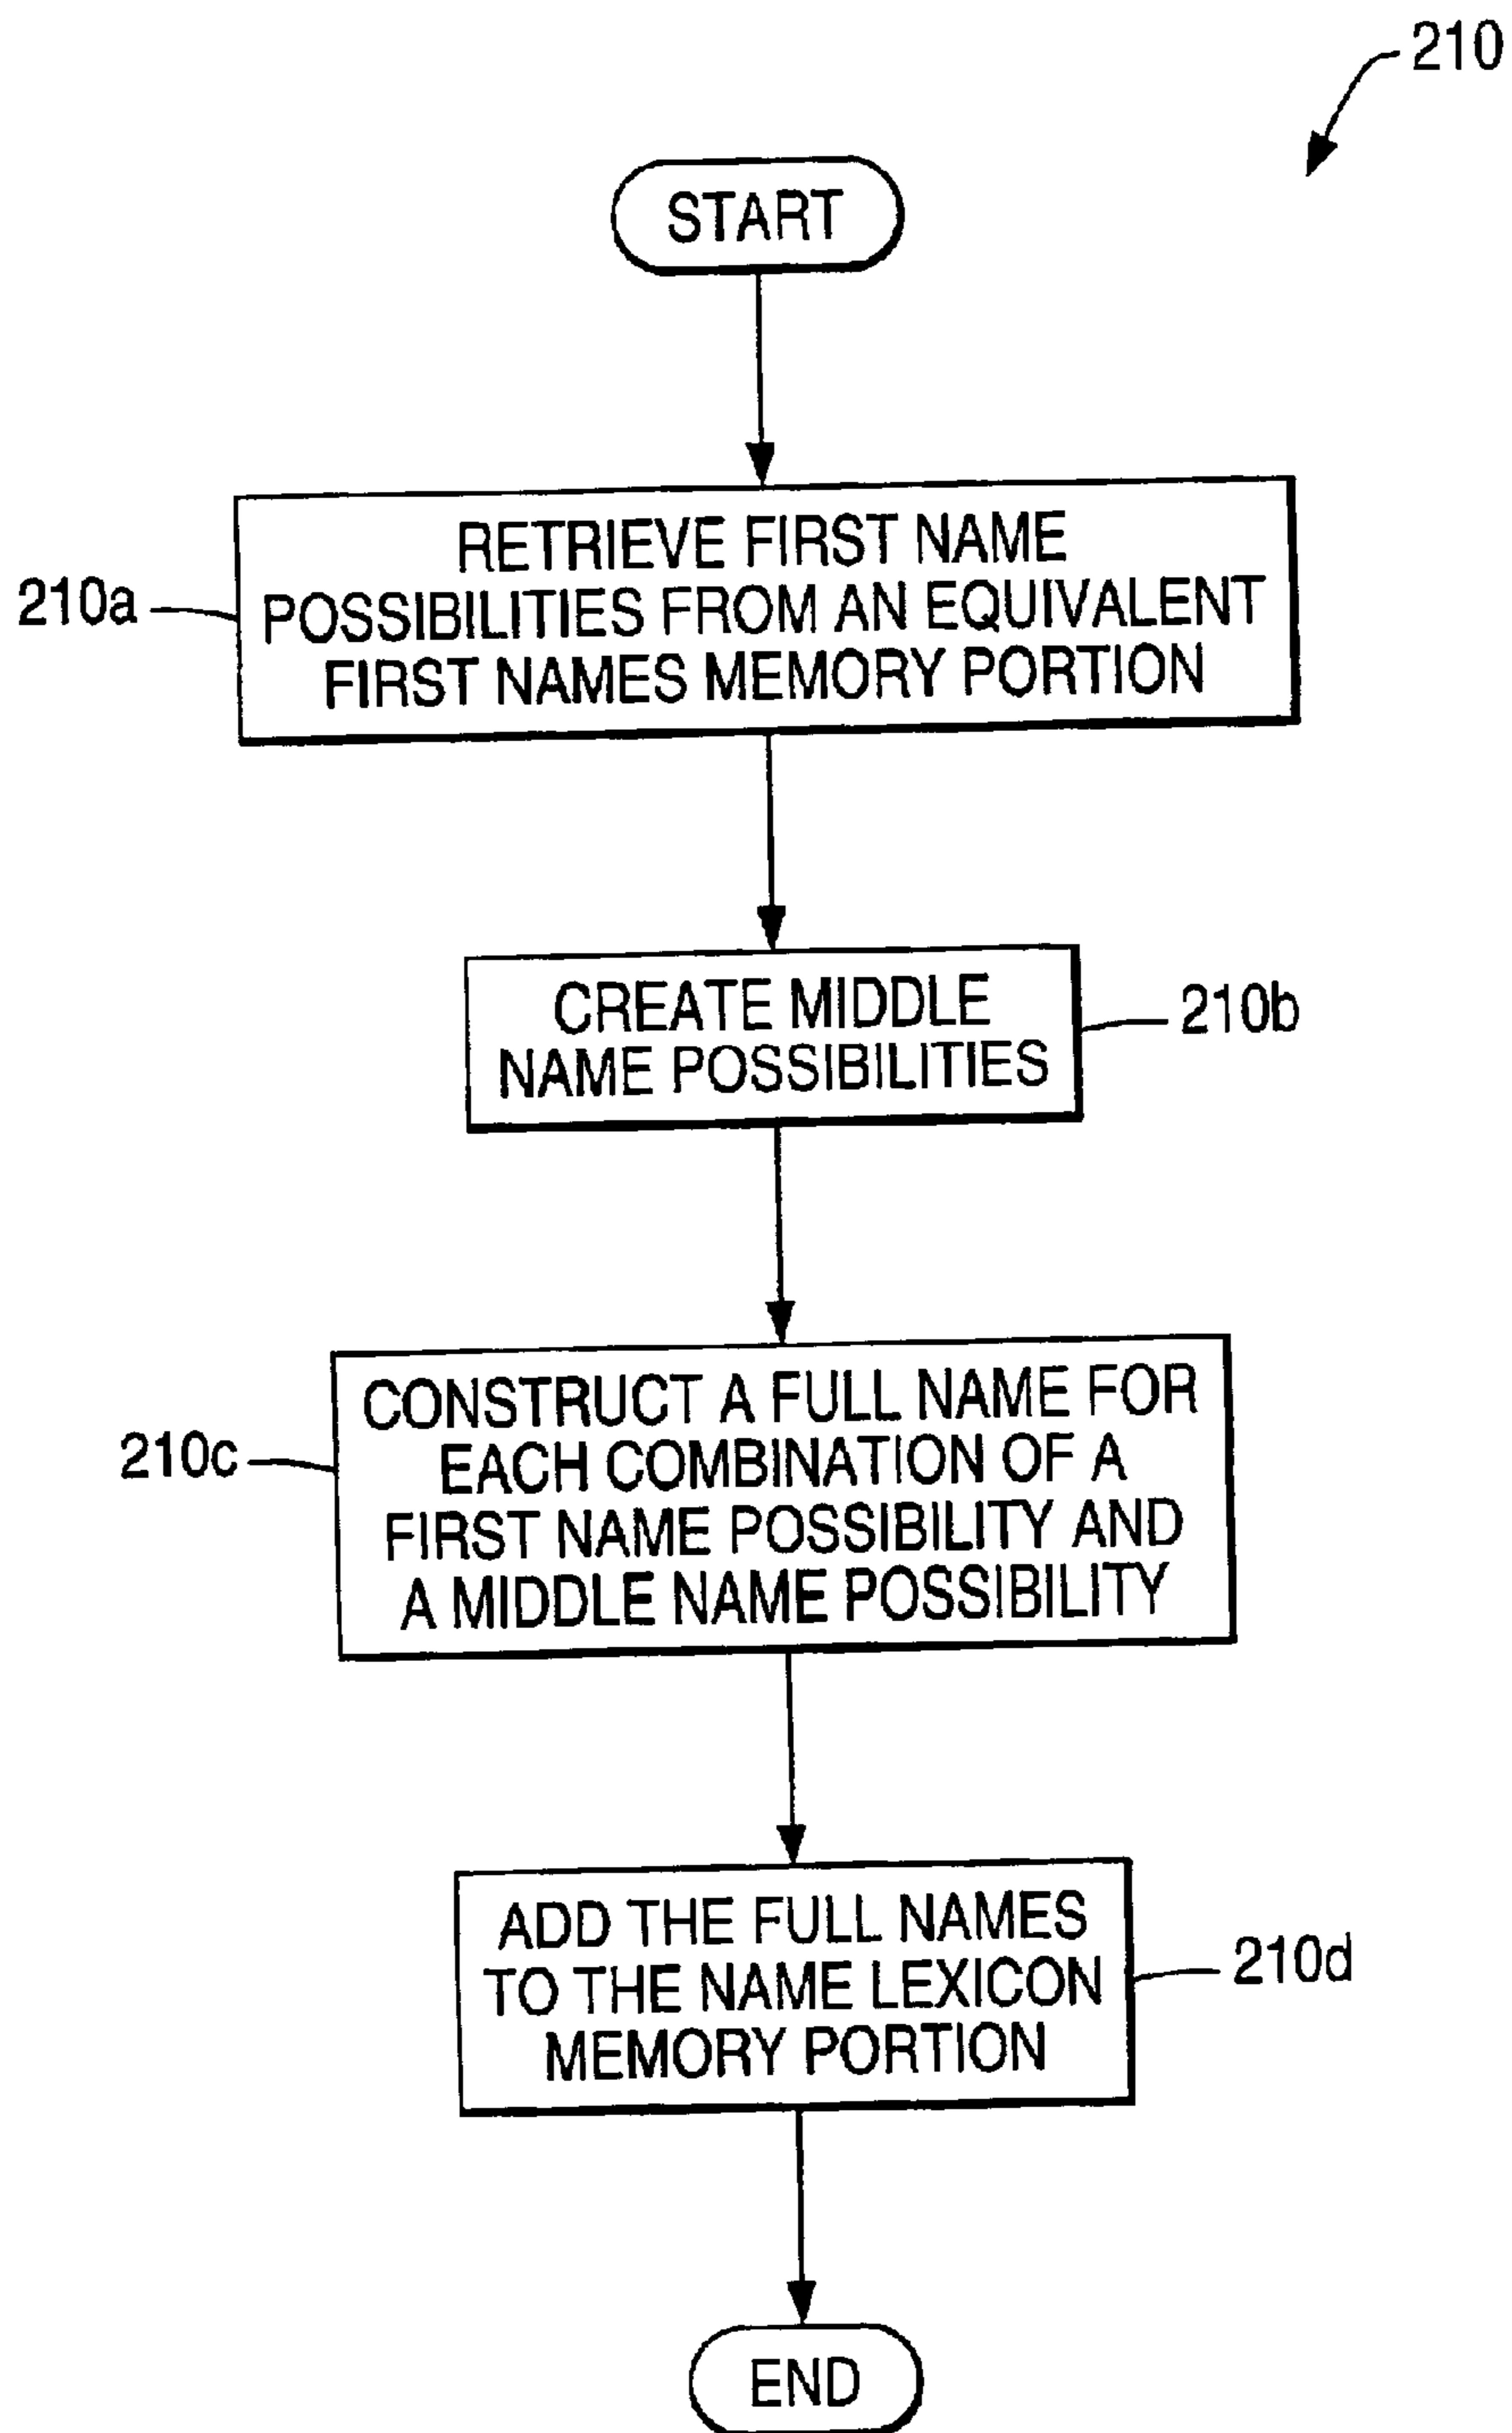 210
START
210a
RETRIEVE FIRST NAME
POSSIBILITIES FROM AN EQUIVALENT
FIRST NAMES MEMORY PORTION
CREATE MIDDLE
NAME POSSIBILITIES
210b
210c
CONSTRUCT A FULL NAME FOR
EACH COMBINATION OF A
FIRST NAME POSSIBILITY AND
A MIDDLE NAME POSSIBILITY
ADD THE FULL NAMES
TO THE NAME LEXICON
MEMORY PORTION
210d
END